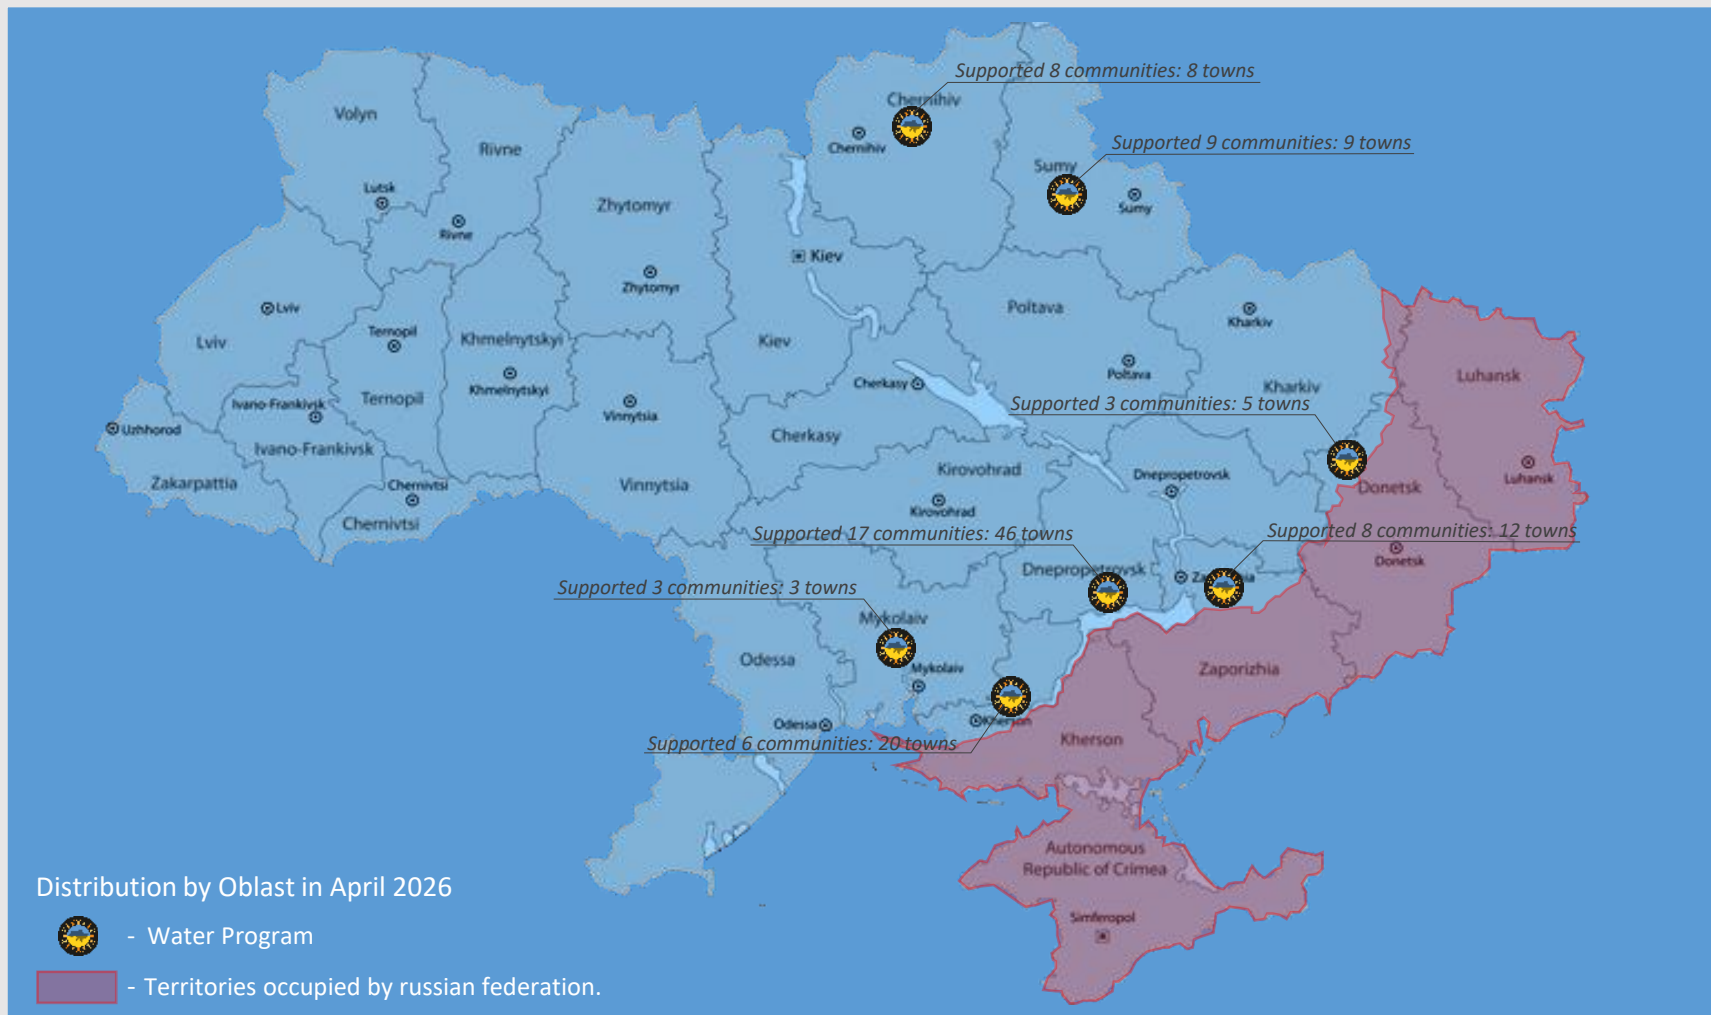 Supported 8 communities: 8 towns
Chernihiv
Chernihiv
Supported 9 communities: 9 towns
Sumy
Sumy
Volyn
Rivne
Lutsk
Rivne
Zhytomyr
Zhytomyr
Kiev
Kiev
Lviv
Lviv
Ternopil
Ternopil
Khmelnytskyi
Khmelnytskyi
Poltava
Poltava
Kharkiv
Kharkiv
Luhansk
Luhansk
Cherkasy
Cherkasy
Supported 3 communities: 5 towns
Ivano-Frankivsk
Ivano-Frankivsk
Uzhhorod
Zakarpattia
Chernivtsi
Chernivtsi
Vinnytsia
Vinnytsia
Kirovohrad
Kirovohrad
Dnepropetrovsk
Donetsk
Supported 17 communities: 46 towns
Supported 8 communities: 12 towns
Donetsk
Dnepropetrovsk
Supported 3 communities: 3 towns
Mykolaiv
Mykolaiv
Odessa
Odessa
Zaporizhia
Kherson
Kherson
Supported 6 communities: 20 towns
Autonomous
Republic of Crimea
Simferopol
Distribution by Oblast in April 2026
- Water Program
- Territories occupied by russian federation.